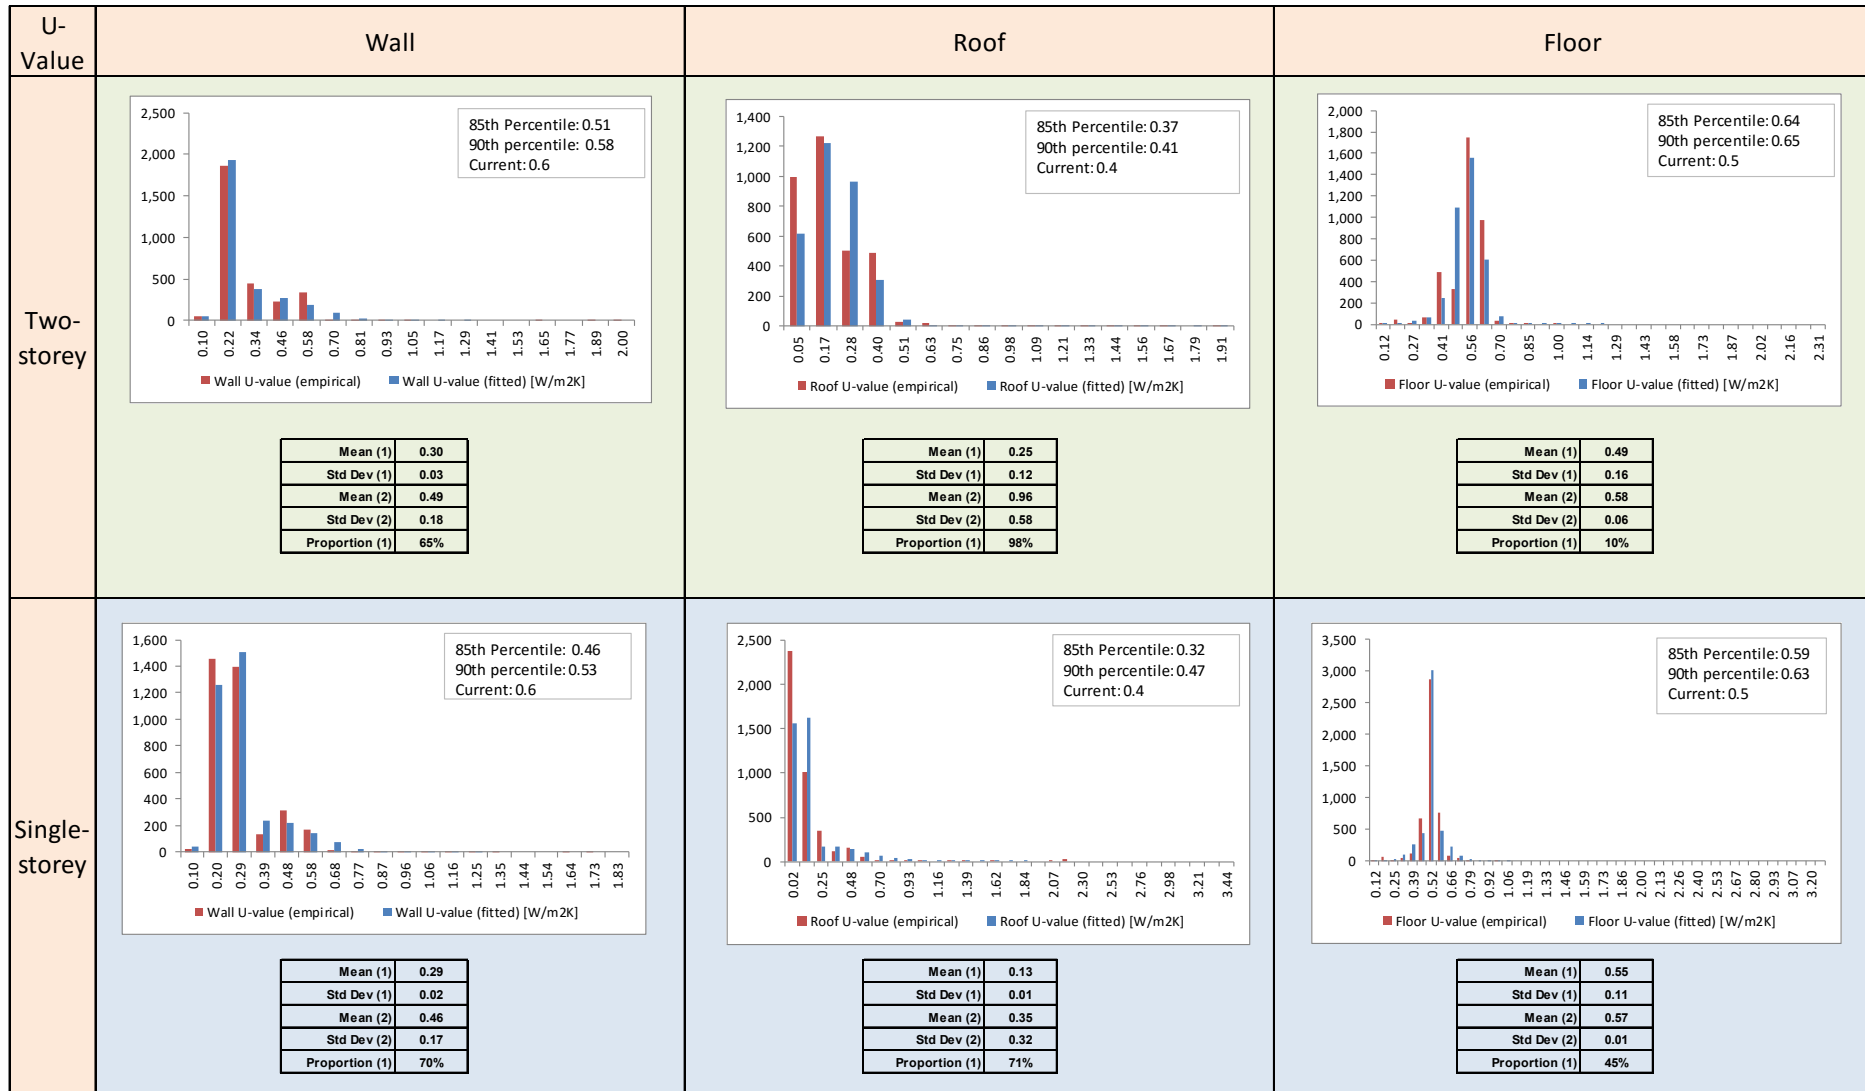 U-
Value
Wall
Roof
Floor
Two-
storey
2,500
2,000
1,500
1,000
500
0
85th Percentile: 0.51
90th percentile: 0.58
Current: 0.6
0.10 0.22 0.34 0.46 0.58 0.70 0.81 0.93 1.05 1.17 1.29 1.41 1.53 1.65 1.77 1.89 2.00
Wall U-value (empirical) Wall U-value (fitted) [W/m2K]
Mean (1) 0.30
Std Dev (1) 0.03
Mean (2) 0.49
Std Dev (2) 0.18
Proportion (1) 65%
1,400
1,200
1,000
800
600
400
200
0
85th Percentile: 0.37
90th percentile: 0.41
Current: 0.4
0.05 0.17 0.28 0.40 0.51 0.63 0.75 0.86 0.98 1.09 1.21 1.33 1.44 1.56 1.67 1.79 1.91
Roof U-value (empirical) Roof U-value (fitted) [W/m2K]
Mean (1) 0.25
Std Dev (1) 0.12
Mean (2) 0.96
Std Dev (2) 0.58
Proportion (1) 98%
2,000
1,800
1,600
1,400
1,200
1,000
800
600
400
200
0
85th Percentile: 0.64
90th percentile: 0.65
Current: 0.5
0.12 0.27 0.41 0.56 0.70 0.85 1.00 1.14 1.29 1.43 1.58 1.73 1.87 2.02 2.16 2.31
Floor U-value (empirical) Floor U-value (fitted) [W/m2K]
Mean (1) 0.49
Std Dev (1) 0.16
Mean (2) 0.58
Std Dev (2) 0.06
Proportion (1) 10%
Single-
storey
1,600
1,400
1,200
1,000
800
600
400
200
0
85th Percentile: 0.46
90th percentile: 0.53
Current: 0.6
0.10 0.20 0.29 0.39 0.48 0.58 0.68 0.77 0.87 0.96 1.06 1.16 1.25 1.35 1.44 1.54 1.64 1.73 1.83
Wall U-value (empirical) Wall U-value (fitted) [W/m2K]
Mean (1) 0.29
Std Dev (1) 0.02
Mean (2) 0.46
Std Dev (2) 0.17
Proportion (1) 70%
2,500
2,000
1,500
1,000
500
0
85th Percentile: 0.32
90th percentile: 0.47
Current: 0.4
0.02 0.25 0.48 0.70 0.93 1.16 1.39 1.62 1.84 2.07 2.30 2.53 2.76 2.98 3.21 3.44
Roof U-value (empirical) Roof U-value (fitted) [W/m2K]
Mean (1) 0.13
Std Dev (1) 0.01
Mean (2) 0.35
Std Dev (2) 0.32
Proportion (1) 71%
3,500
3,000
2,500
2,000
1,500
1,000
500
0
85th Percentile: 0.59
90th percentile: 0.63
Current: 0.5
0.12 0.25 0.39 0.52 0.66 0.79 0.92 1.06 1.19 1.33 1.46 1.59 1.73 1.86 2.00 2.13 2.26 2.40 2.53 2.67 2.80 2.93 3.07 3.20
Floor U-value (empirical) Floor U-value (fitted) [W/m2K]
Mean (1) 0.55
Std Dev (1) 0.11
Mean (2) 0.57
Std Dev (2) 0.01
Proportion (1) 45%